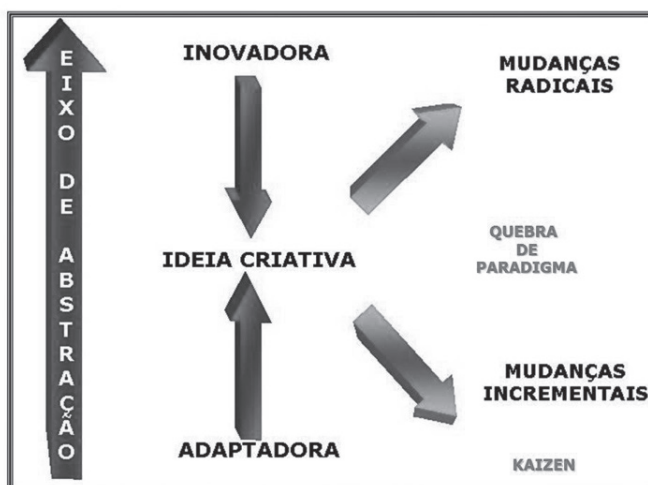 EIXO DE ABSTRAÇÃO
INOVADORA
MUDANÇAS
RADICAIS
IDEIA CRIATIVA
QUEBRA
DE
PARADIGMA
MUDANÇAS
INCREMENTAIS
ADAPTADORA
KAIZEN